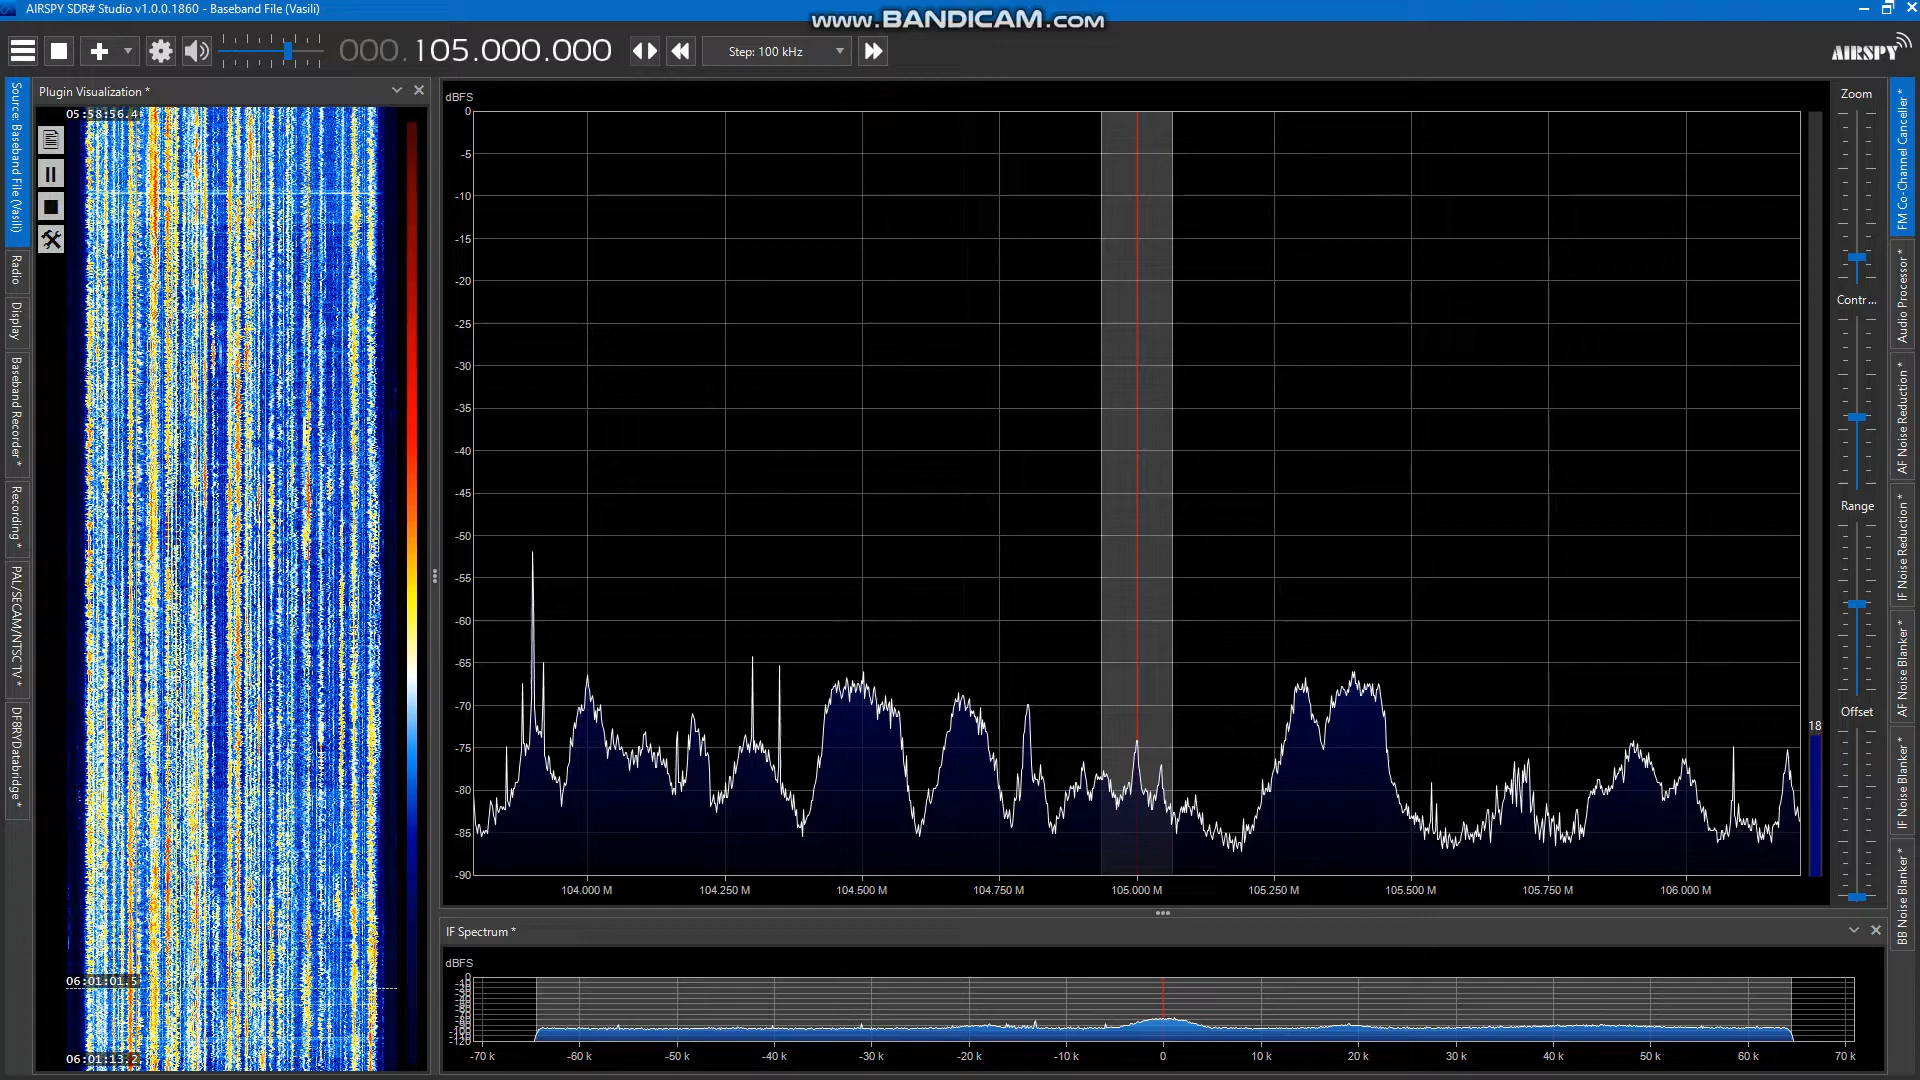 AIRSPY SDR# Studio v1.0.0.1860 - Baseband File (Vasili)
www.BANDICAM.com
000.105.000.000
Step: 100 kHz
AIRSPY
Source: Baseband File (Vasili)
Radio
Display
Baseband Recorder *
Recording *
PAL/SECAM/NTSC TV *
DF8RYDatabridge *
Plugin Visualization *
05:58:56.4
06:01:01.5
06:01:13.2
dBFS
0
-5
-10
-15
-20
-25
-30
-35
-40
-45
-50
-55
-60
-65
-70
-75
-80
-85
-90
104.000 M
104.250 M
104.500 M
104.750 M
105.000 M
105.250 M
105.500 M
105.750 M
106.000 M
18
Zoom
Contr...
Range
Offset
FM Co-Channel Canceller *
Audio Processor *
AF Noise Reduction *
IF Noise Reduction *
AF Noise Blanker *
IF Noise Blanker *
BB Noise Blanker *
IF Spectrum *
dBFS
0
-120
-70 k
-60 k
-50 k
-40 k
-30 k
-20 k
-10 k
0
10 k
20 k
30 k
40 k
50 k
60 k
70 k